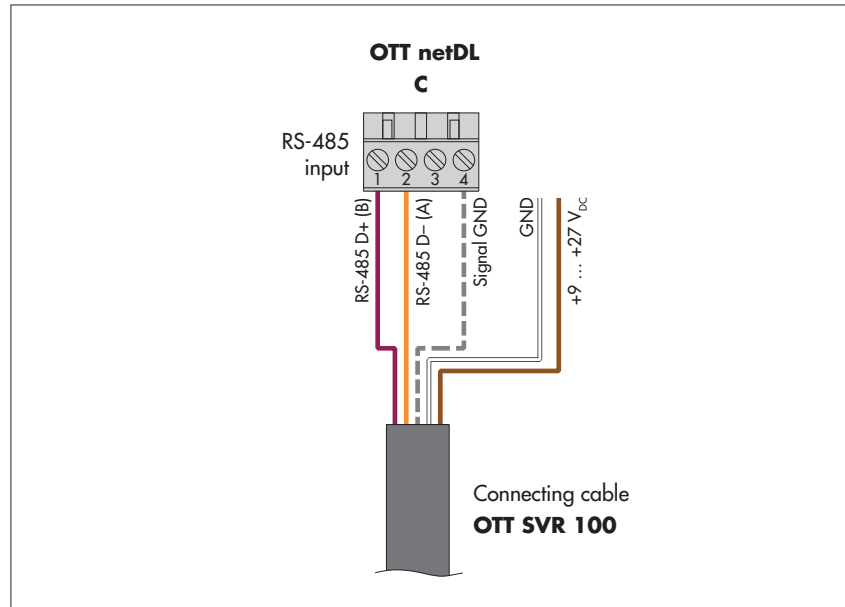 OTT netDL
C
RS-485
input
1 2 3 4
RS-485 D+ (B)
RS-485 D– (A)
Signal GND
GND
+9 ... +27 VDC
Connecting cable
OTT SVR 100